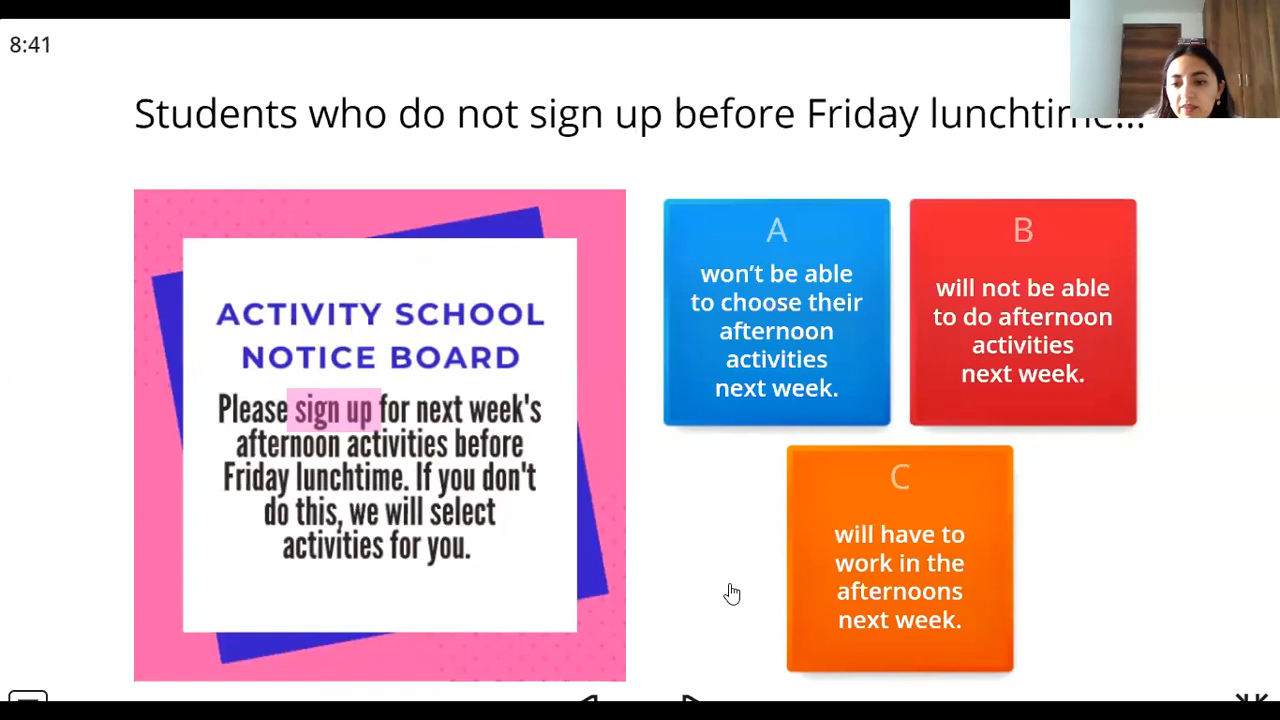 8:41
Students who do not sign up before Friday lunchtime...
ACTIVITY SCHOOL
NOTICE BOARD
Please sign up for next week's
afternoon activities before
Friday lunchtime. If you don't
do this, we will select
activities for you.
A
won't be able
to choose their
afternoon
activities
next week.
B
will not be able
to do afternoon
activities
next week.
C
will have to
work in the
afternoons
next week.